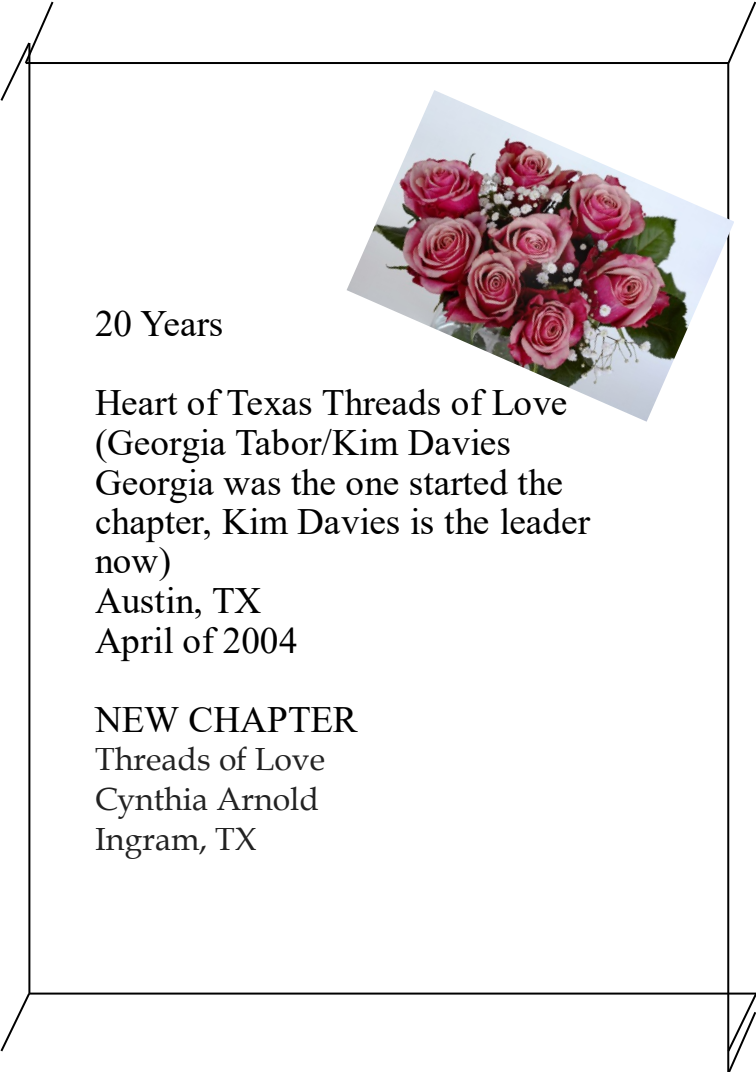 20 Years
Heart of Texas Threads of Love
(Georgia Tabor/Kim Davies
Georgia was the one started the
chapter, Kim Davies is the leader
now)
Austin, TX
April of 2004
NEW CHAPTER
Threads of Love
Cynthia Arnold
Ingram, TX